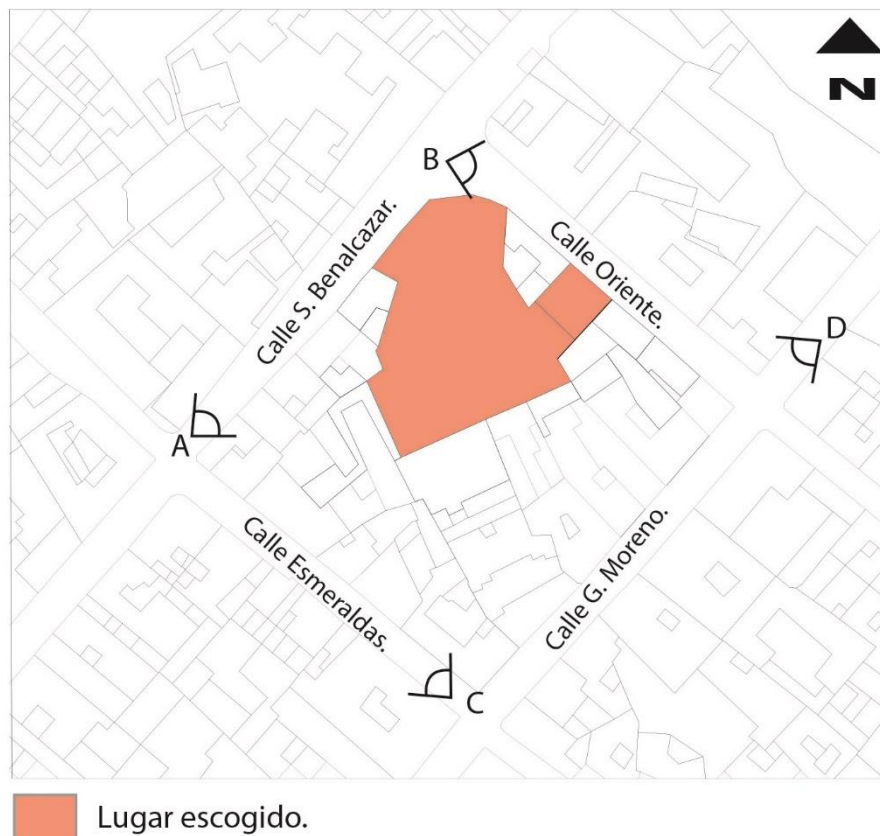 N
B
Calle S. Benalcazar.
Calle Oriente.
D
A
Calle Esmeraldas.
Calle G. Moreno.
C
Lugar escogido.